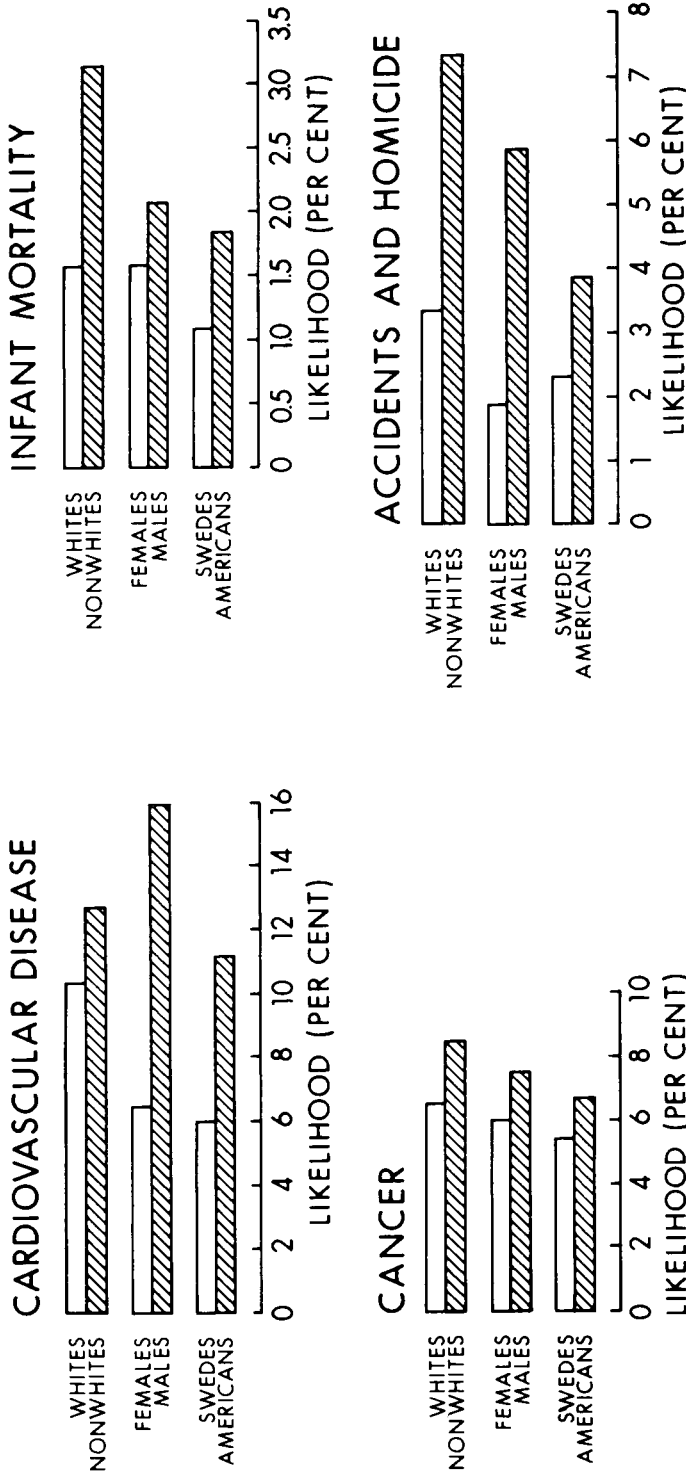 CARDIOVASCULAR DISEASE
WHITES
NONWHITES
FEMALES
MALES
SWEDES
AMERICANS
0 2 4 6 8 10 12 14 16
LIKELIHOOD (PER CENT)
INFANT MORTALITY
WHITES
NONWHITES
FEMALES
MALES
SWEDES
AMERICANS
0 0.5 1.0 1.5 2.0 2.5 3.0 3.5
LIKELIHOOD (PER CENT)
CANCER
WHITES
NONWHITES
FEMALES
MALES
SWEDES
AMERICANS
0 2 4 6 8 10
LIKELIHOOD (PER CENT)
ACCIDENTS AND HOMICIDE
WHITES
NONWHITES
FEMALES
MALES
SWEDES
AMERICANS
0 1 2 3 4 5 6 7 8
LIKELIHOOD (PER CENT)